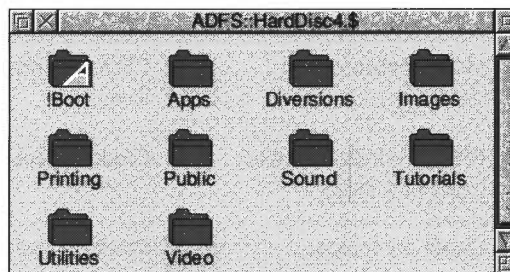 ADFS::HardDisc4.$
!Boot Apps Diversions Images
Printing Public Sound Tutorials
Utilities Video